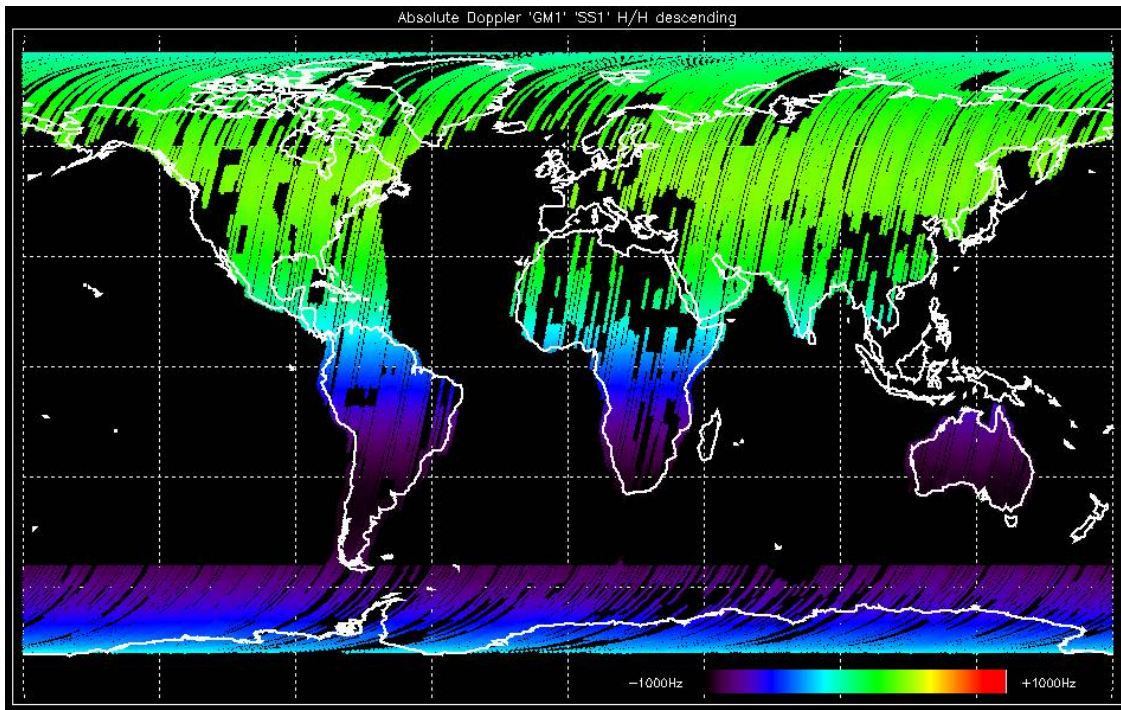 Absolute Doppler 'GM1' 'SS1' H/H descending
-1000Hz +1000Hz